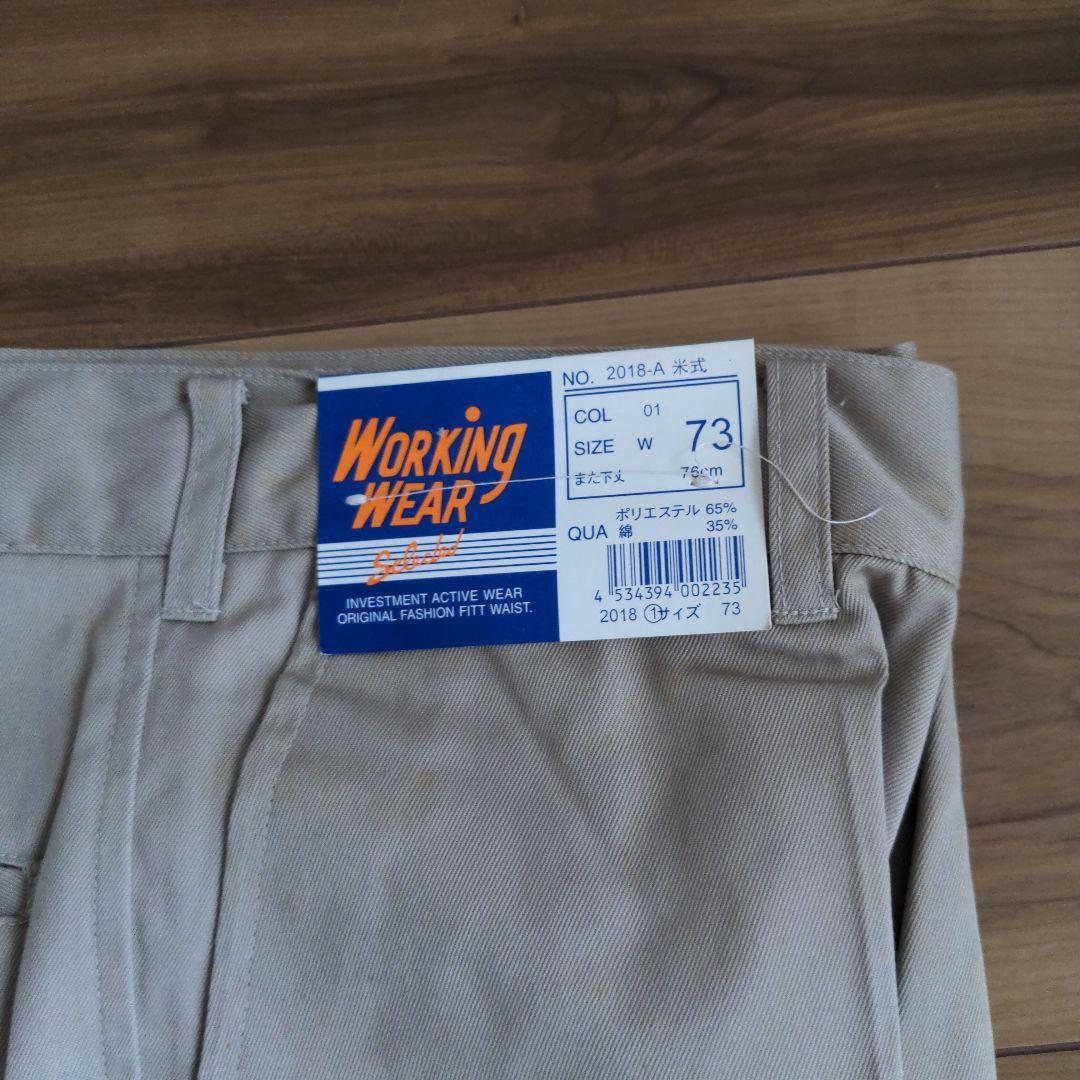 WORKING
WEAR
Selected
INVESTMENT ACTIVE WEAR
ORIGINAL FASHION FITT WAIST.
NO. 2018-A 米式
COL 01
SIZE W 73
また下丈 76cm
QUA ポリエステル 65%
綿 35%
4 534394 002235
2018 ①サイズ 73